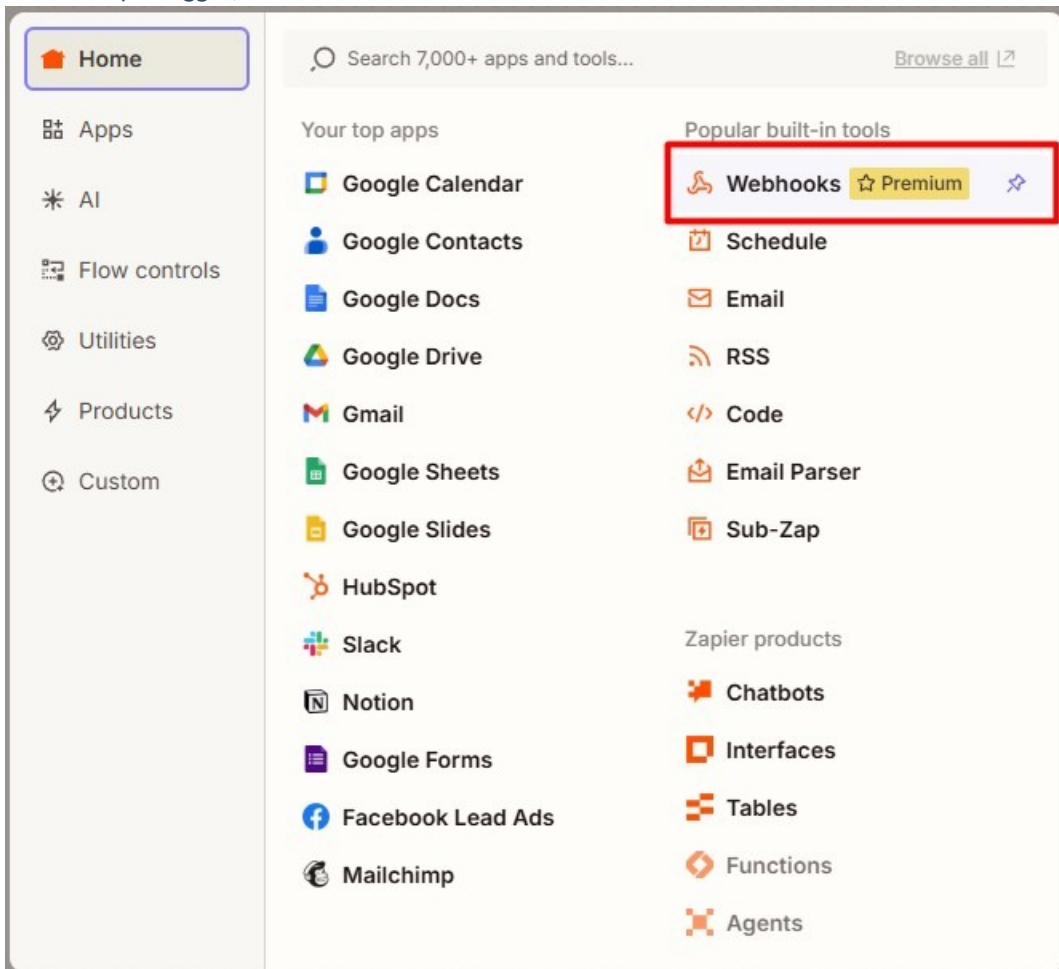 Home
Apps
AI
Flow controls
Utilities
Products
Custom
Search 7,000+ apps and tools...
Browse all
Your top apps
Google Calendar
Google Contacts
Google Docs
Google Drive
Gmail
Google Sheets
Google Slides
HubSpot
Slack
Notion
Google Forms
Facebook Lead Ads
Mailchimp
Popular built-in tools
Webhooks Premium
Schedule
Email
RSS
Code
Email Parser
Sub-Zap
Zapier products
Chatbots
Interfaces
Tables
Functions
Agents